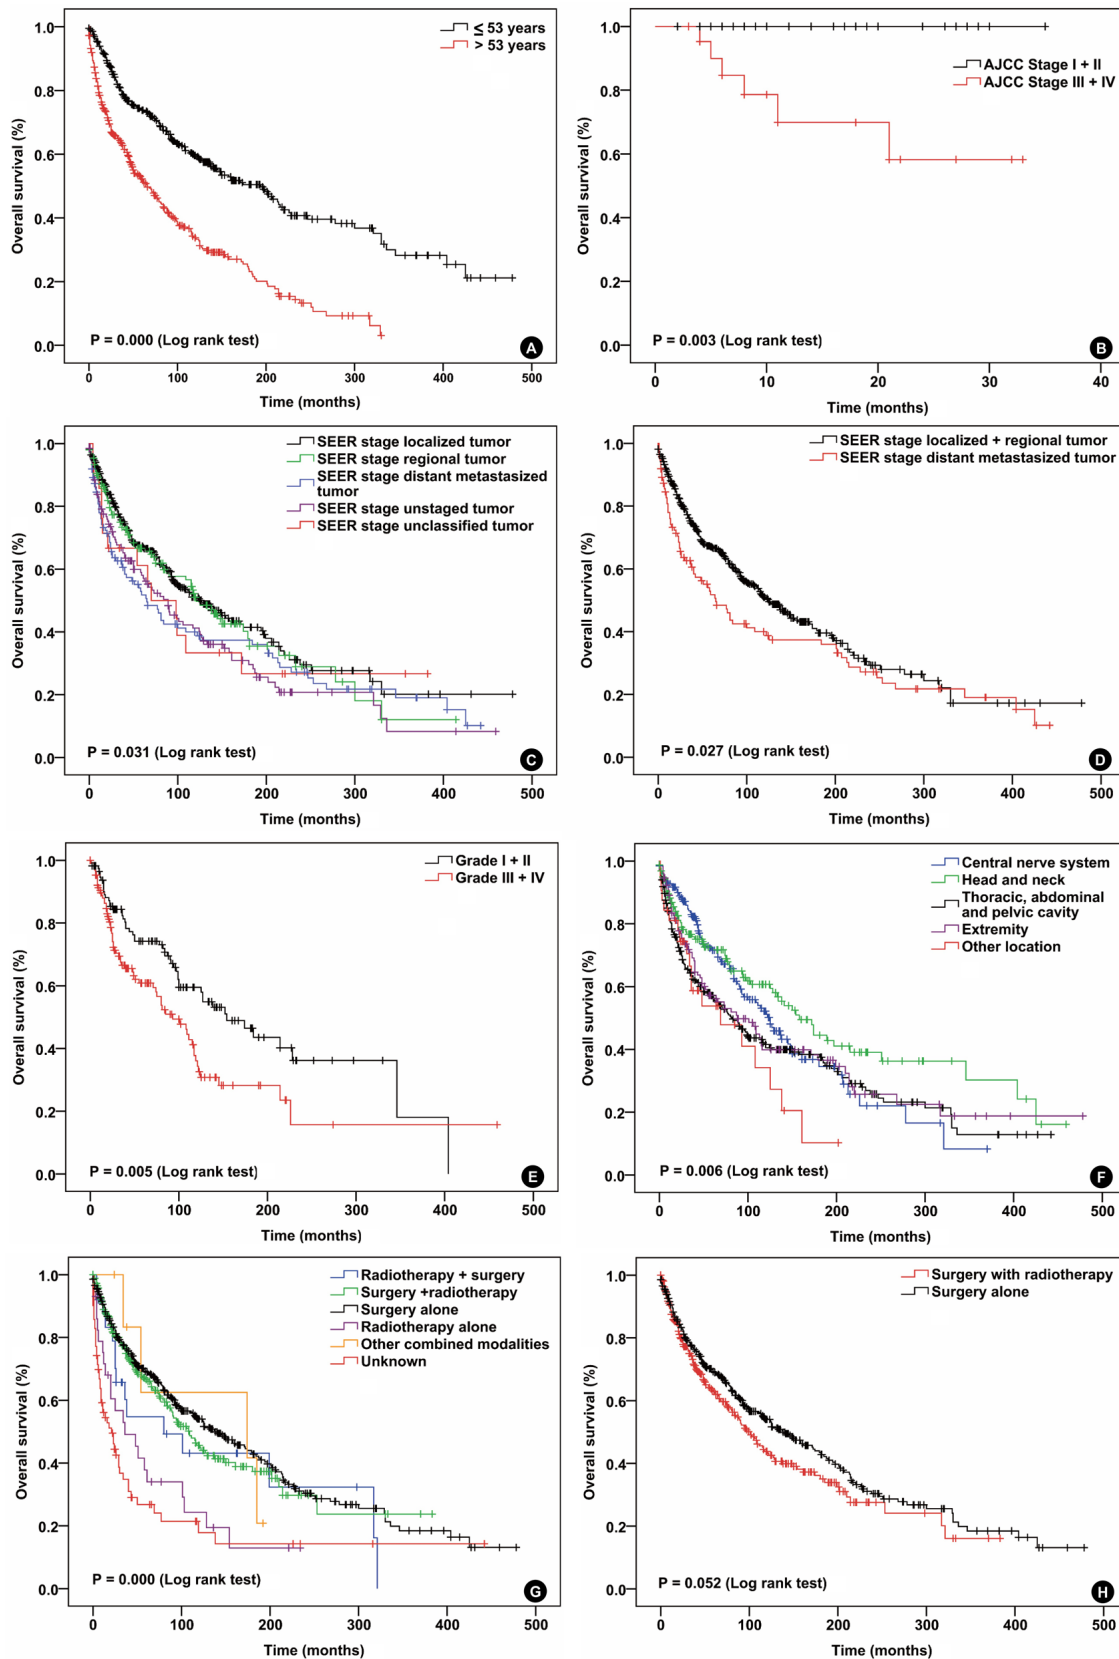 1.0
0.8
0.6
0.4
0.2
0.0
Overall survival (%)
≤ 53 years
> 53 years
P = 0.000 (Log rank test)
A
0 100 200 300 400 500
Time (months)
1.0
0.8
0.6
0.4
0.2
0.0
Overall survival (%)
AJCC Stage I + II
AJCC Stage III + IV
P = 0.003 (Log rank test)
B
0 10 20 30 40
Time (months)
1.0
0.8
0.6
0.4
0.2
0.0
Overall survival (%)
SEER stage localized tumor
SEER stage regional tumor
SEER stage distant metastasized
tumor
SEER stage unstaged tumor
SEER stage unclassified tumor
P = 0.031 (Log rank test)
C
0 100 200 300 400 500
Time (months)
1.0
0.8
0.6
0.4
0.2
0.0
Overall survival (%)
SEER stage localized + regional tumor
SEER stage distant metastasized tumor
P = 0.027 (Log rank test)
D
0 100 200 300 400 500
Time (months)
1.0
0.8
0.6
0.4
0.2
0.0
Overall survival (%)
Grade I + II
Grade III + IV
P = 0.005 (Log rank test)
E
0 100 200 300 400 500
Time (months)
1.0
0.8
0.6
0.4
0.2
0.0
Overall survival (%)
Central nerve system
Head and neck
Thoracic, abdominal
and pelvic cavity
Extremity
Other location
P = 0.006 (Log rank test)
F
0 100 200 300 400 500
Time (months)
1.0
0.8
0.6
0.4
0.2
0.0
Overall survival (%)
Radiotherapy + surgery
Surgery +radiotherapy
Surgery alone
Radiotherapy alone
Other combined modalities
Unknown
P = 0.000 (Log rank test)
G
0 100 200 300 400 500
Time (months)
1.0
0.8
0.6
0.4
0.2
0.0
Overall survival (%)
Surgery with radiotherapy
Surgery alone
P = 0.052 (Log rank test)
H
0 100 200 300 400 500
Time (months)